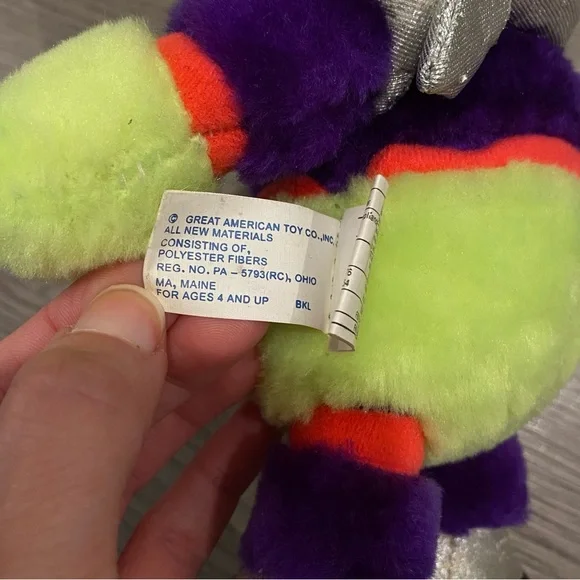 © GREAT AMERICAN TOY CO., INC.
ALL NEW MATERIALS
CONSISTING OF,
POLYESTER FIBERS
REG. NO. PA – 5793(RC), OHIO
MA, MAINE
FOR AGES 4 AND UP BKL